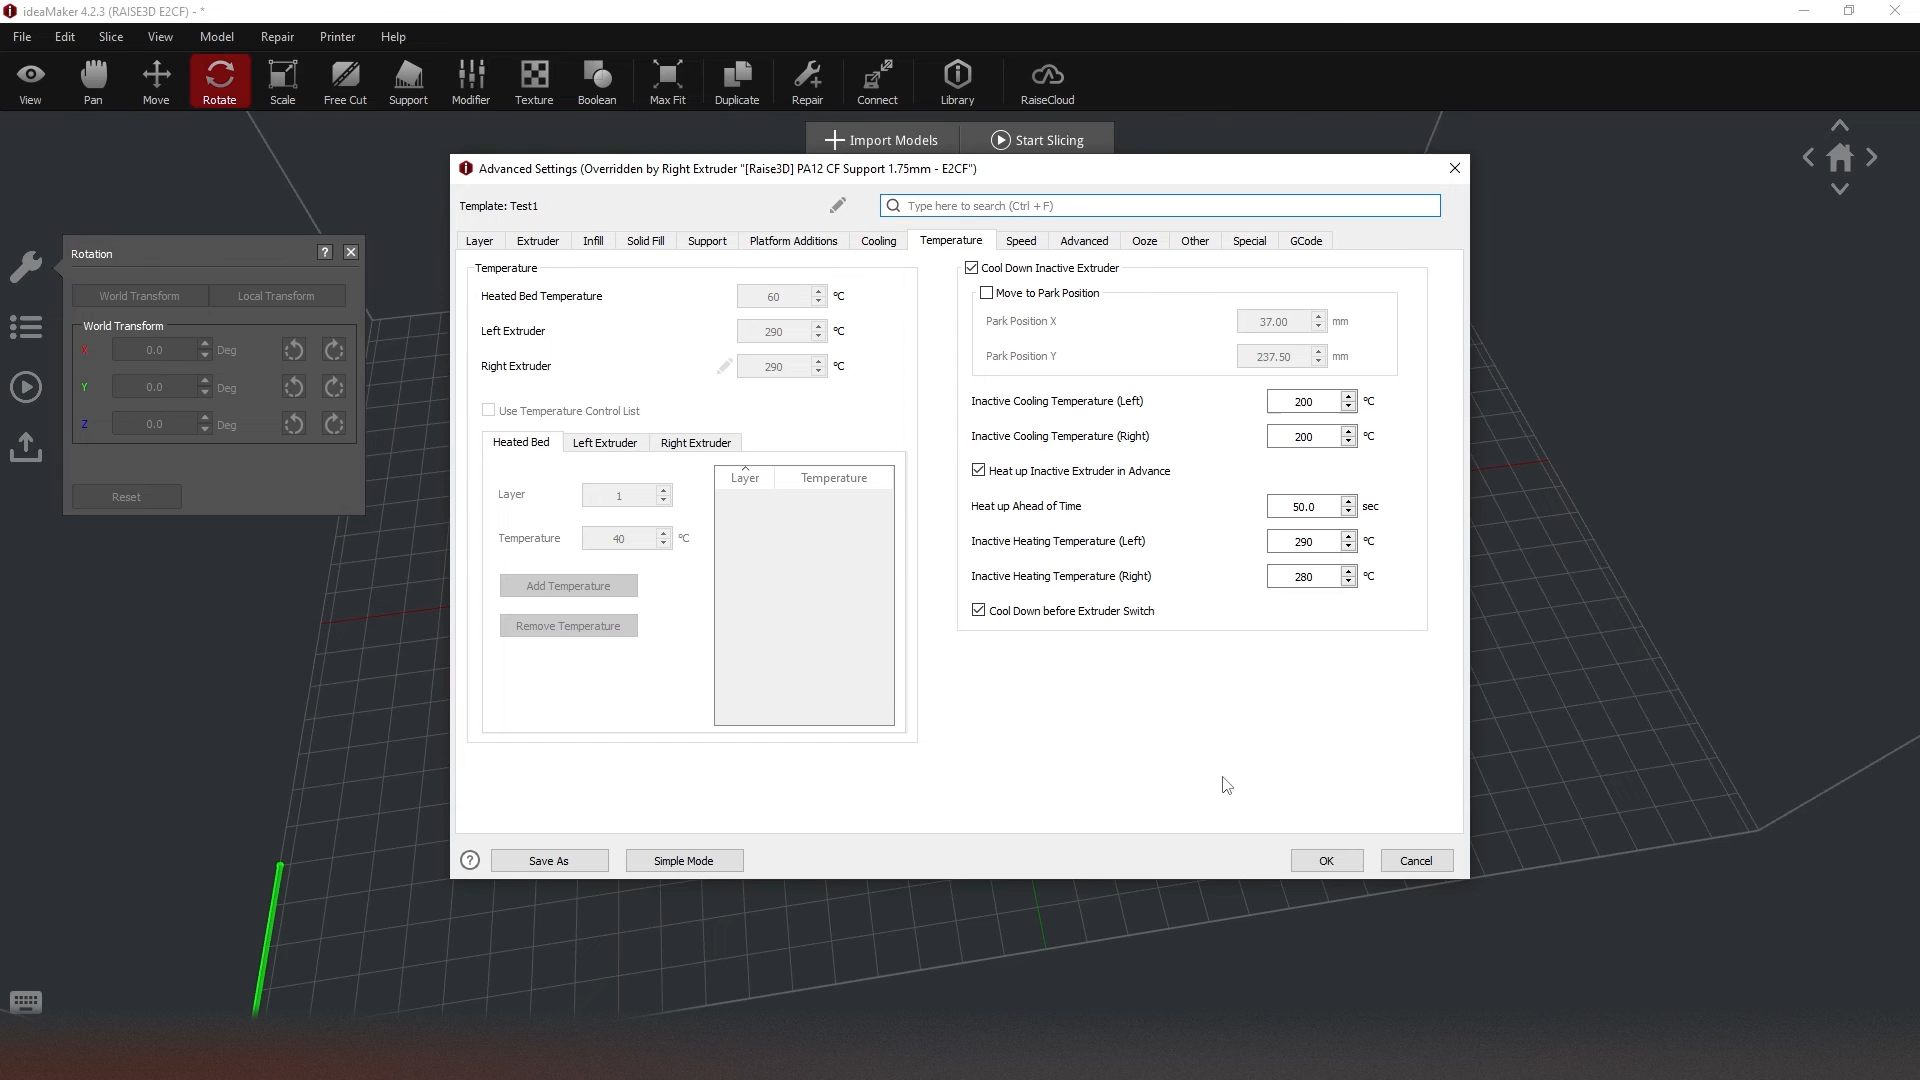 ideaMaker 4.2.3 (RAISE3D E2CF) - *
File Edit Slice View Model Repair Printer Help
View Pan Move Rotate Scale Free Cut Support Modifier Texture Boolean Max Fit Duplicate Repair Connect Library RaiseCloud
Import Models Start Slicing
Advanced Settings (Overridden by Right Extruder "[Raise3D] PA12 CF Support 1.75mm - E2CF")
Template: Test1
Type here to search (Ctrl + F)
Layer Extruder Infill Solid Fill Support Platform Additions Cooling Temperature Speed Advanced Ooze Other Special GCode
Rotation ?
World Transform Local Transform
World Transform
X 0.0 Deg
Y 0.0 Deg
Z 0.0 Deg
Reset
Temperature
Heated Bed Temperature 60 °C
Left Extruder 290 °C
Right Extruder 290 °C
Use Temperature Control List
Heated Bed Left Extruder Right Extruder
Layer 1
Temperature 40 °C
Add Temperature
Remove Temperature
Layer Temperature
Cool Down Inactive Extruder
Move to Park Position
Park Position X 37.00 mm
Park Position Y 237.50 mm
Inactive Cooling Temperature (Left) 200 °C
Inactive Cooling Temperature (Right) 200 °C
Heat up Inactive Extruder in Advance
Heat up Ahead of Time 50.0 sec
Inactive Heating Temperature (Left) 290 °C
Inactive Heating Temperature (Right) 280 °C
Cool Down before Extruder Switch
? Save As Simple Mode OK Cancel